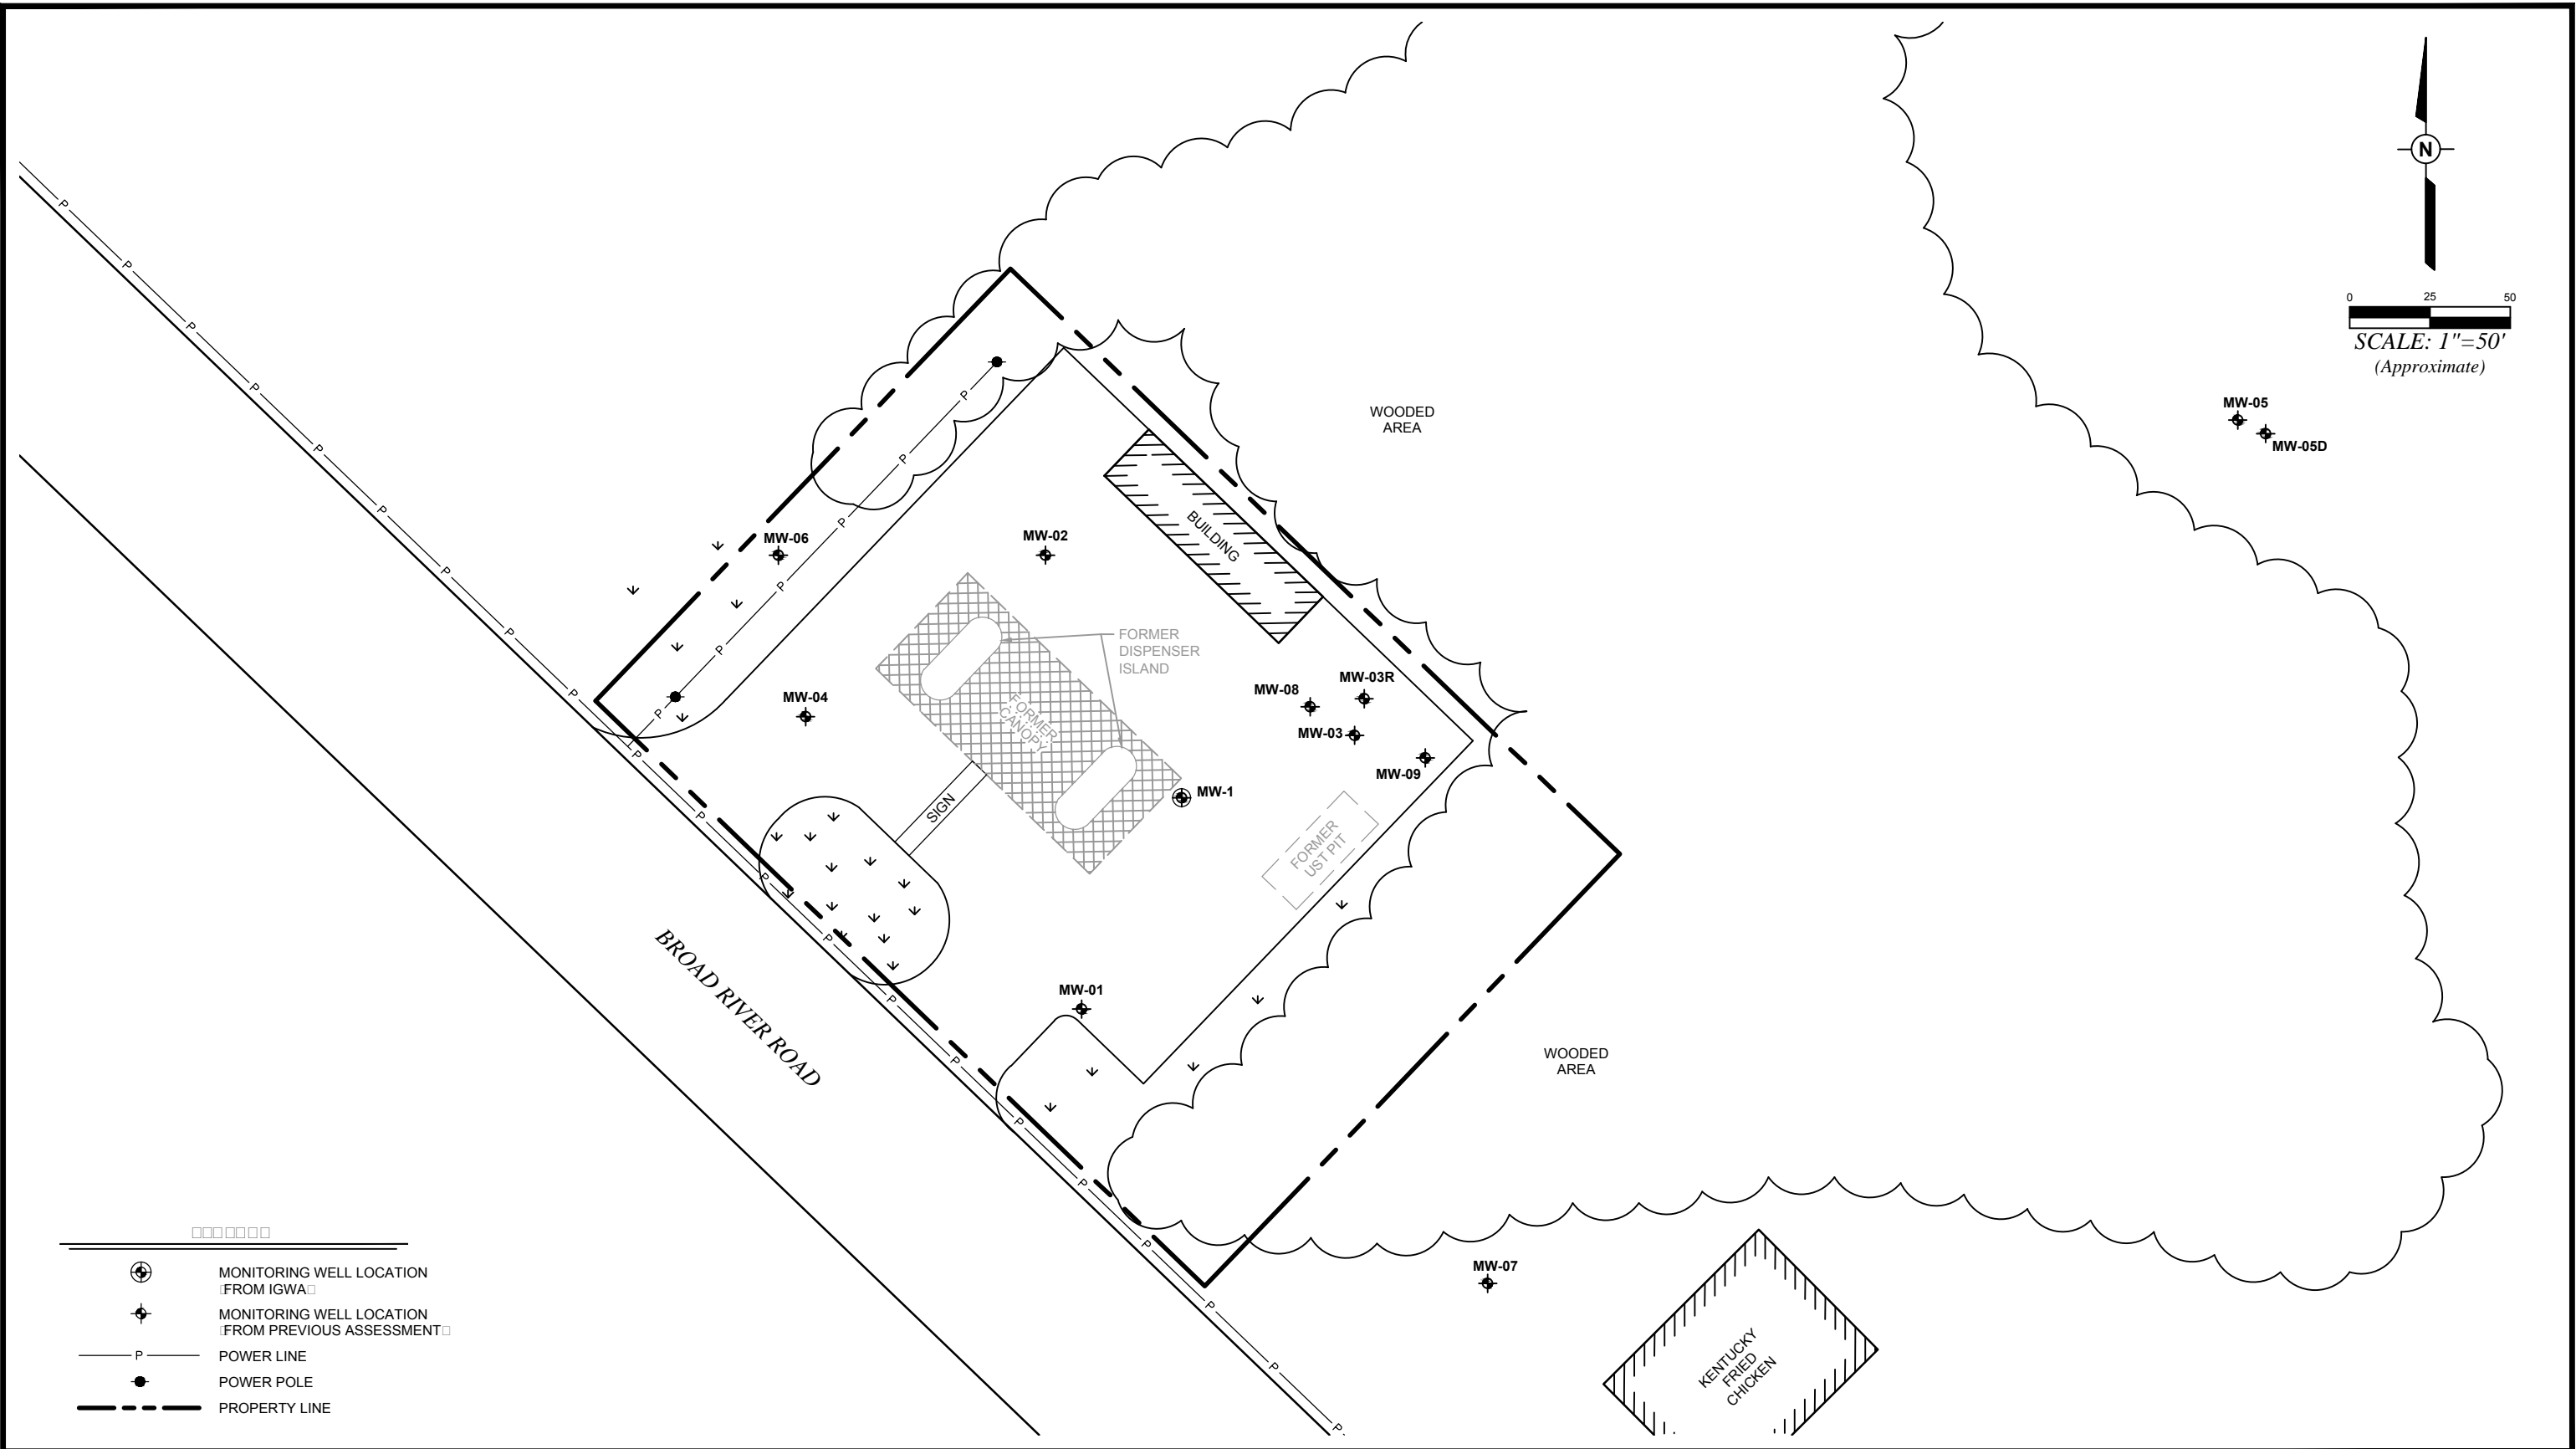 N
0 25 50
SCALE: 1"=50'
(Approximate)
MW-05
MW-05D
WOODED
AREA
BUILDING
MW-06
MW-02
FORMER
DISPENSER
ISLAND
MW-04
FORMER
CANOPY
MW-03R
MW-08
MW-03
MW-09
MW-1
SIGN
FORMER
UST PIT
BROAD RIVER ROAD
MW-01
WOODED
AREA
MW-07
KENTUCKY
FRIED
CHICKEN
MONITORING WELL LOCATION
FROM IGWA
MONITORING WELL LOCATION
FROM PREVIOUS ASSESSMENT
P POWER LINE
POWER POLE
PROPERTY LINE